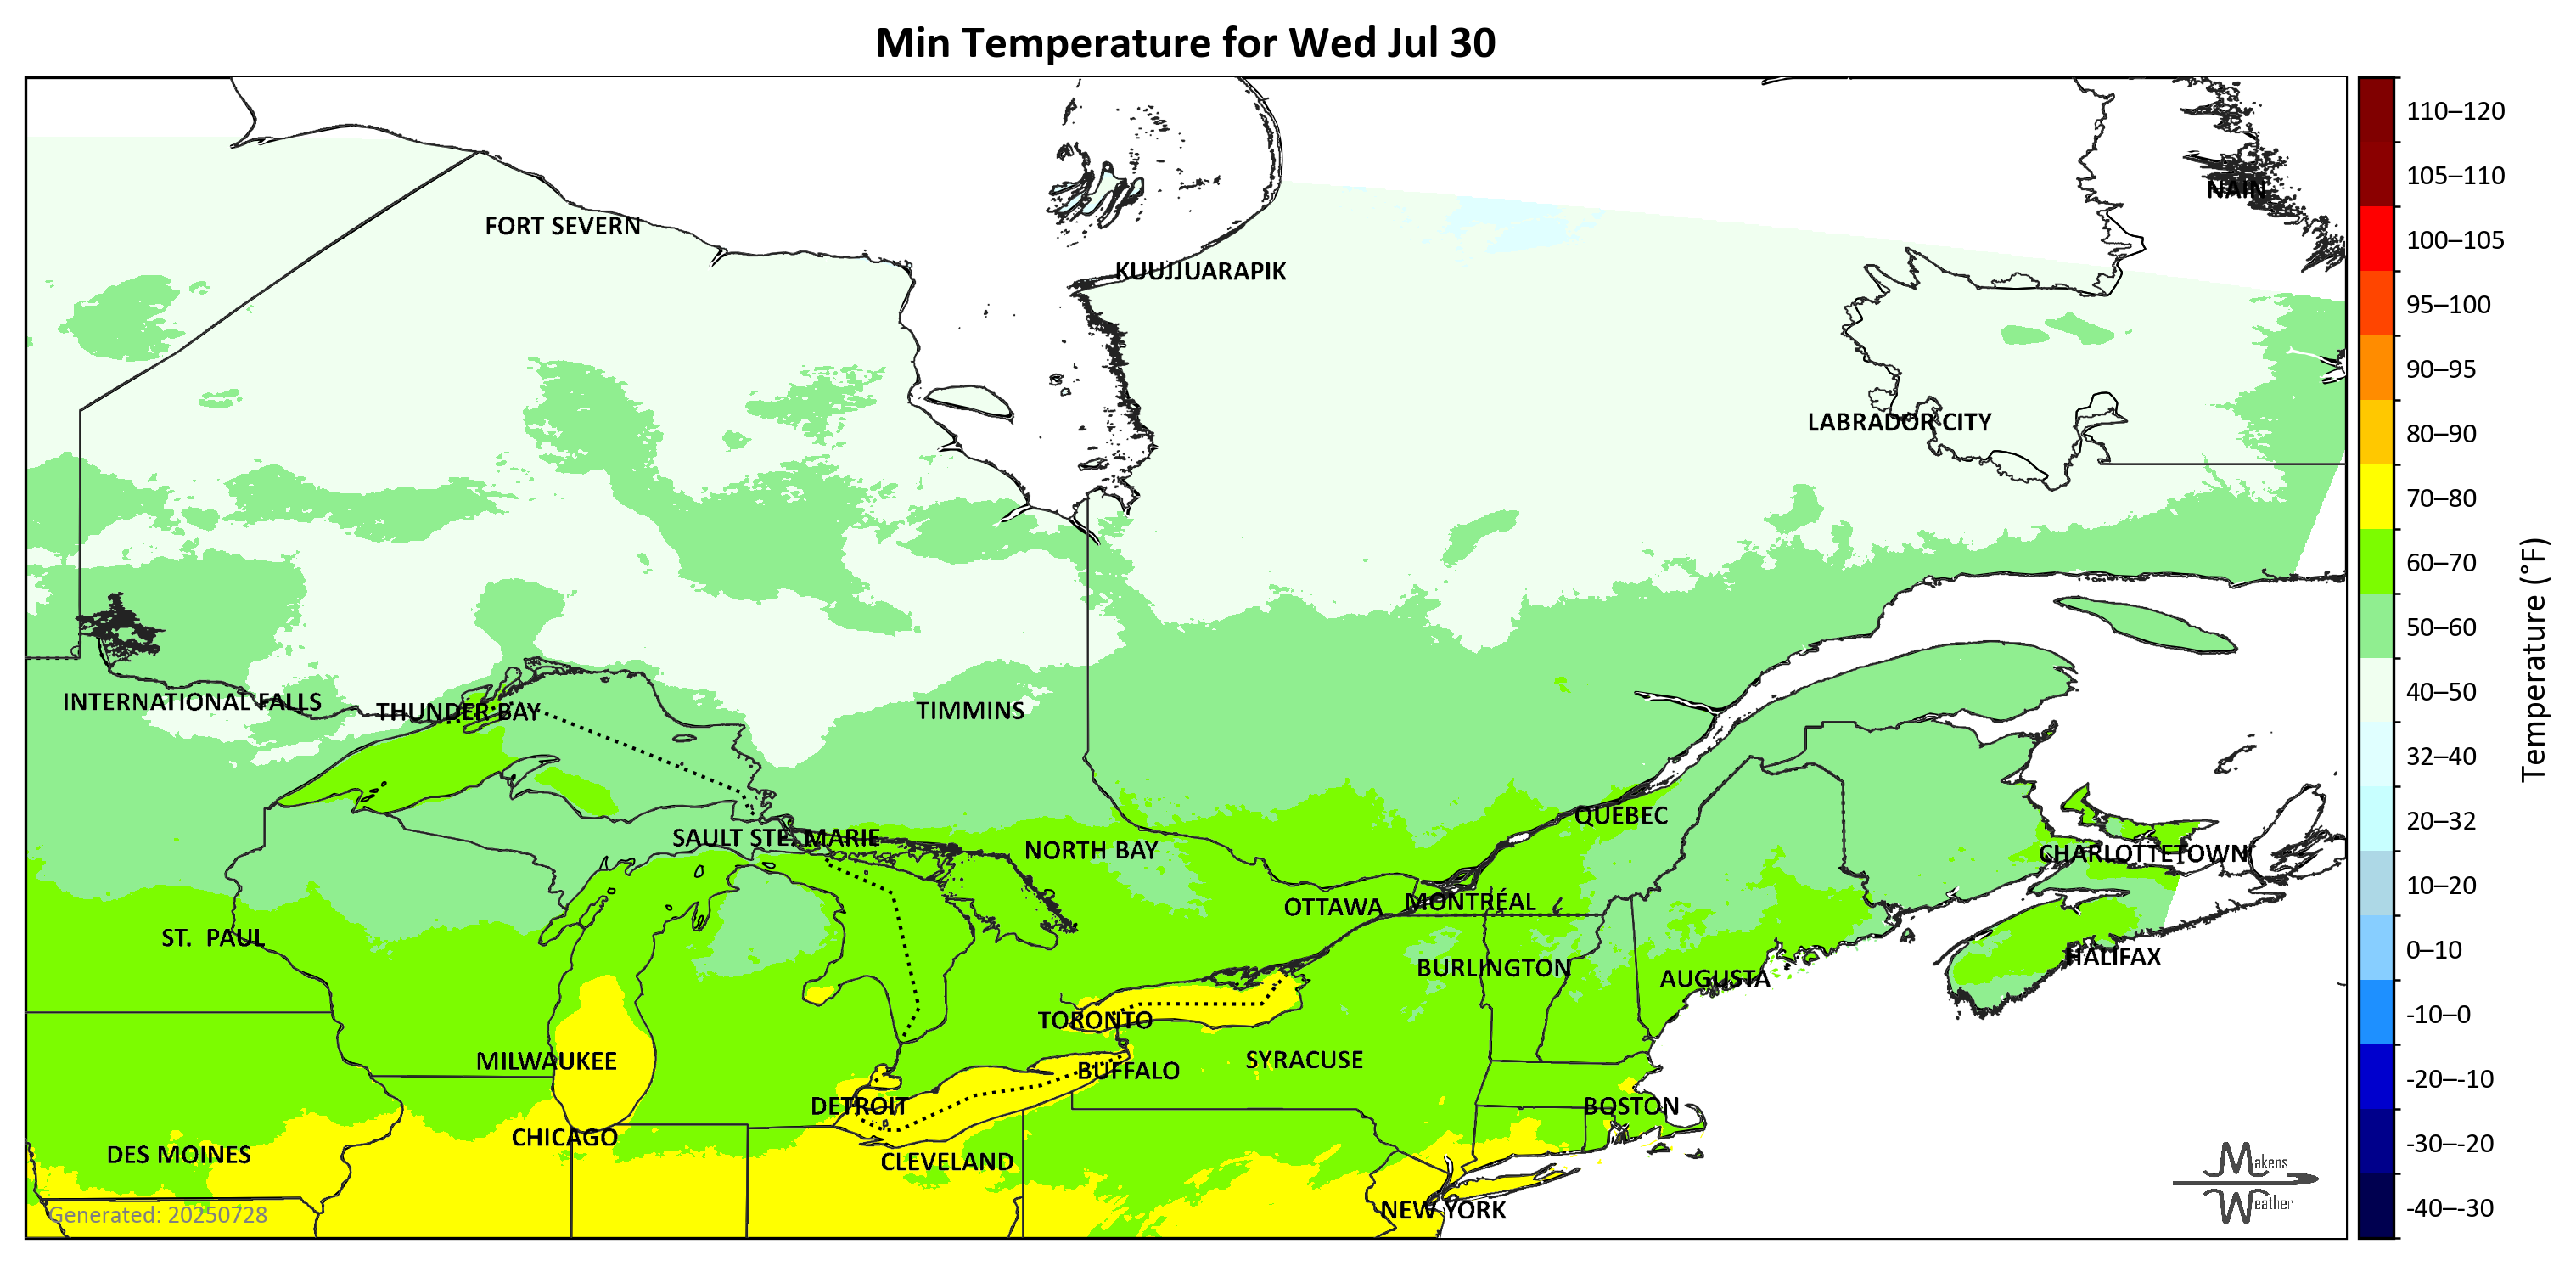 Min Temperature for Wed Jul 30
FORT SEVERN
KUUJJUARAPIK
NAIN
LABRADOR CITY
INTERNATIONAL FALLS
THUNDER BAY
TIMMINS
QUÉBEC
SAULT STE. MARIE
NORTH BAY
CHARLOTTETOWN
OTTAWA
MONTRÉAL
ST. PAUL
BURLINGTON
AUGUSTA
HALIFAX
TORONTO
MILWAUKEE
BUFFALO
SYRACUSE
DETROIT
BOSTON
CHICAGO
DES MOINES
CLEVELAND
NEW YORK
Generated: 20250728
Makens
Weather
110–120
105–110
100–105
95–100
90–95
80–90
70–80
60–70
50–60
40–50
32–40
20–32
10–20
0–10
-10–0
-20–-10
-30–-20
-40–-30
Temperature (°F)